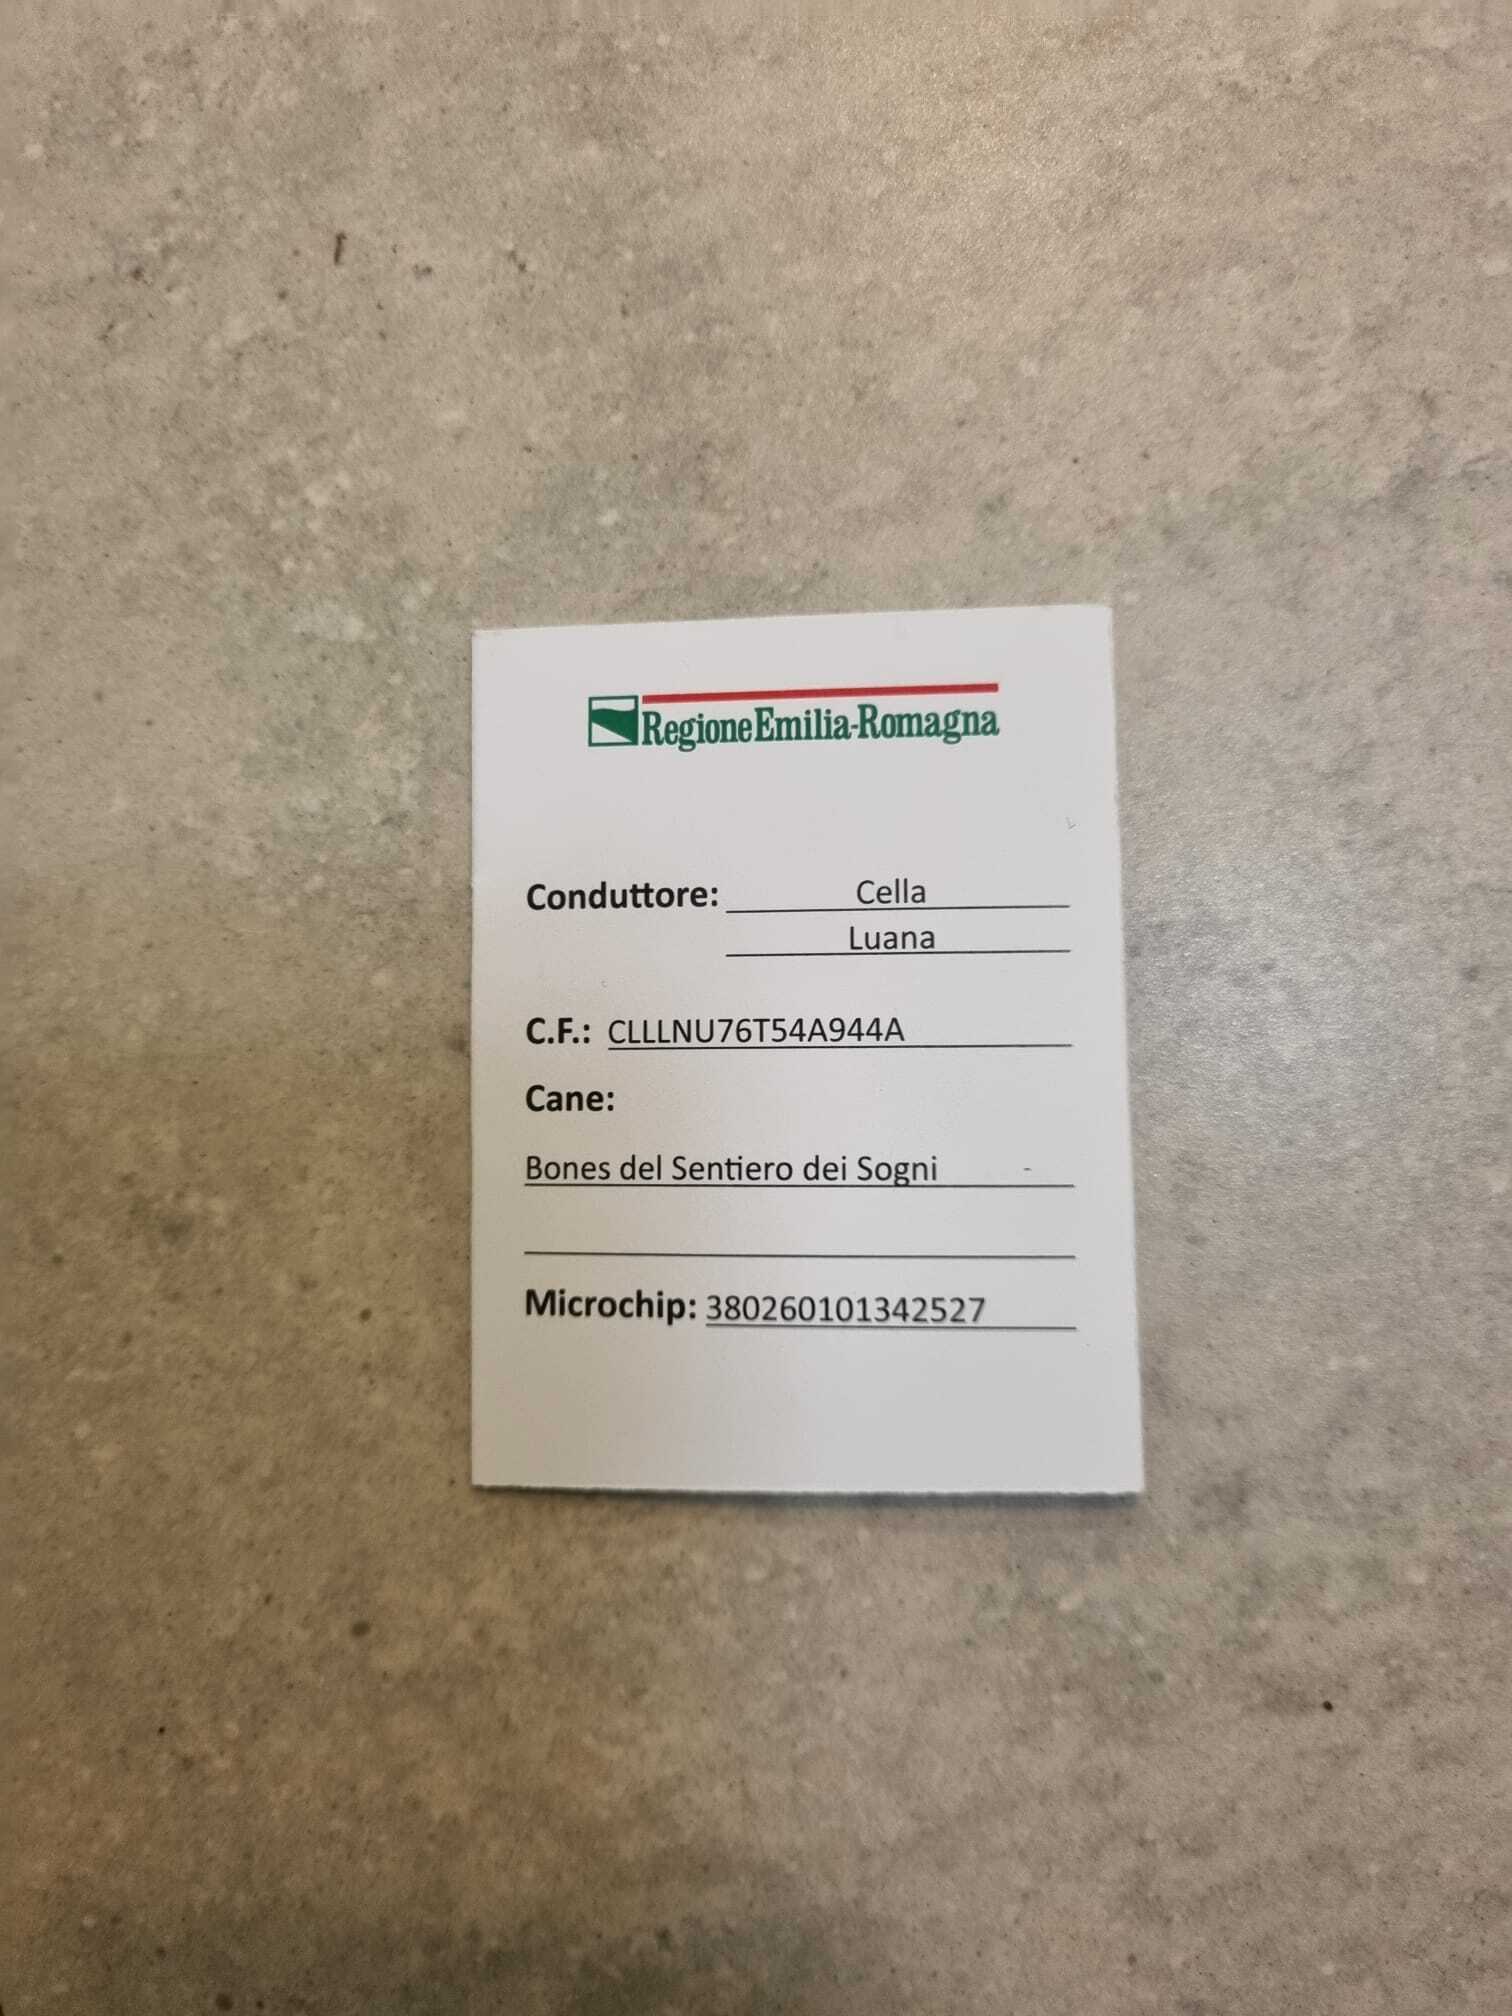 RegioneEmilia-Romagna
Conduttore: Cella
Luana
C.F.: CLLLNU76T54A944A
Cane:
Bones del Sentiero dei Sogni -
Microchip: 380260101342527